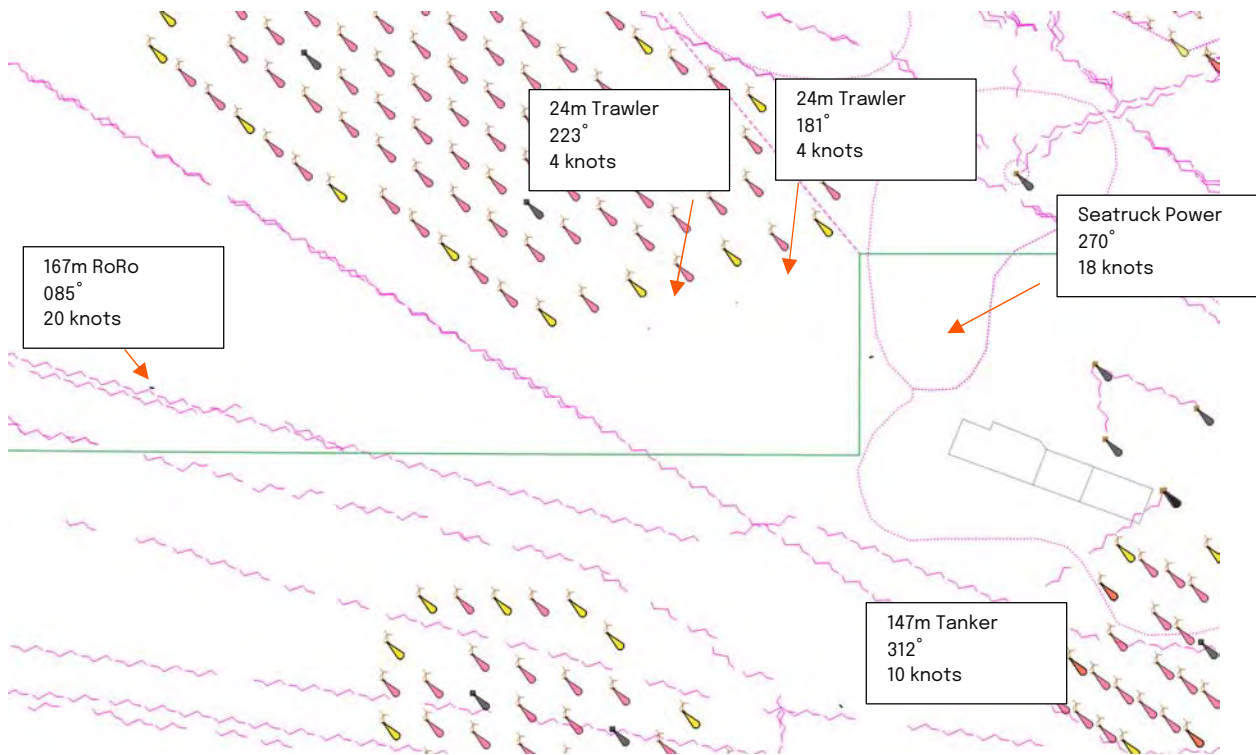 24m Trawler
223°
4 knots
24m Trawler
181°
4 knots
Seatruck Power
270°
18 knots
167m RoRo
085°
20 knots
147m Tanker
312°
10 knots